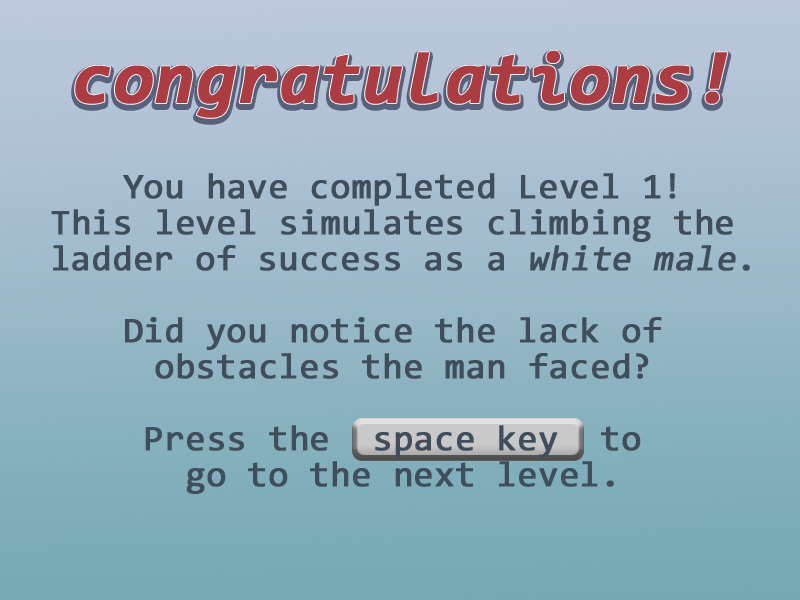 congratulations!
You have completed Level 1!
This level simulates climbing the
ladder of success as a white male.
Did you notice the lack of
obstacles the man faced?
Press the space key to
go to the next level.